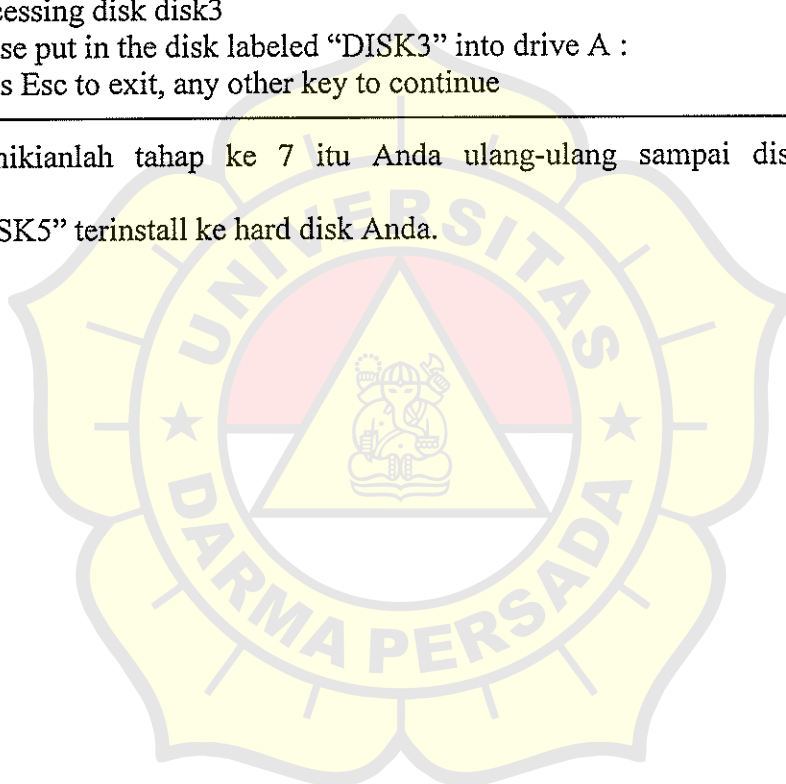 cessing disk disk3
se put in the disk labeled “DISK3” into drive A :
s Esc to exit, any other key to continue
nikianlah tahap ke 7 itu Anda ulang-ulang sampai dis
SK5” terinstall ke hard disk Anda.
UNIVERSITAS
DARMA PERSADA